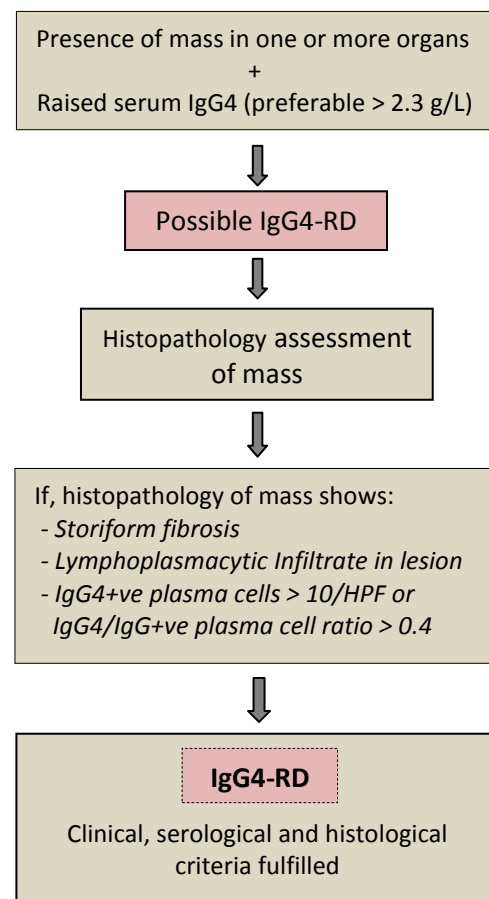 Presence of mass in one or more organs
+
Raised serum IgG4 (preferable > 2.3 g/L)
Possible IgG4-RD
Histopathology assessment
of mass
If, histopathology of mass shows:
- Storiform fibrosis
- Lymphoplasmacytic Infiltrate in lesion
- IgG4+ve plasma cells > 10/HPF or
IgG4/IgG+ve plasma cell ratio > 0.4
IgG4-RD
Clinical, serological and histological
criteria fulfilled